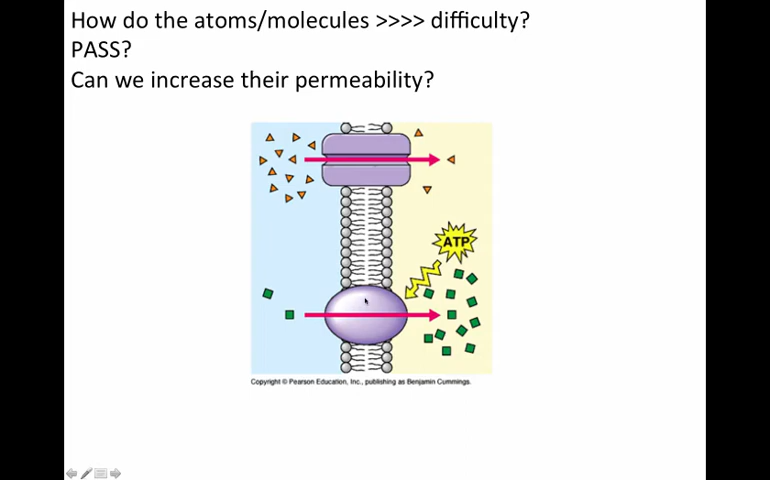 How do the atoms/molecules >>>> difficulty?
PASS?
Can we increase their permeability?
ATP
Copyright © Pearson Education, Inc., publishing as Benjamin Cummings.